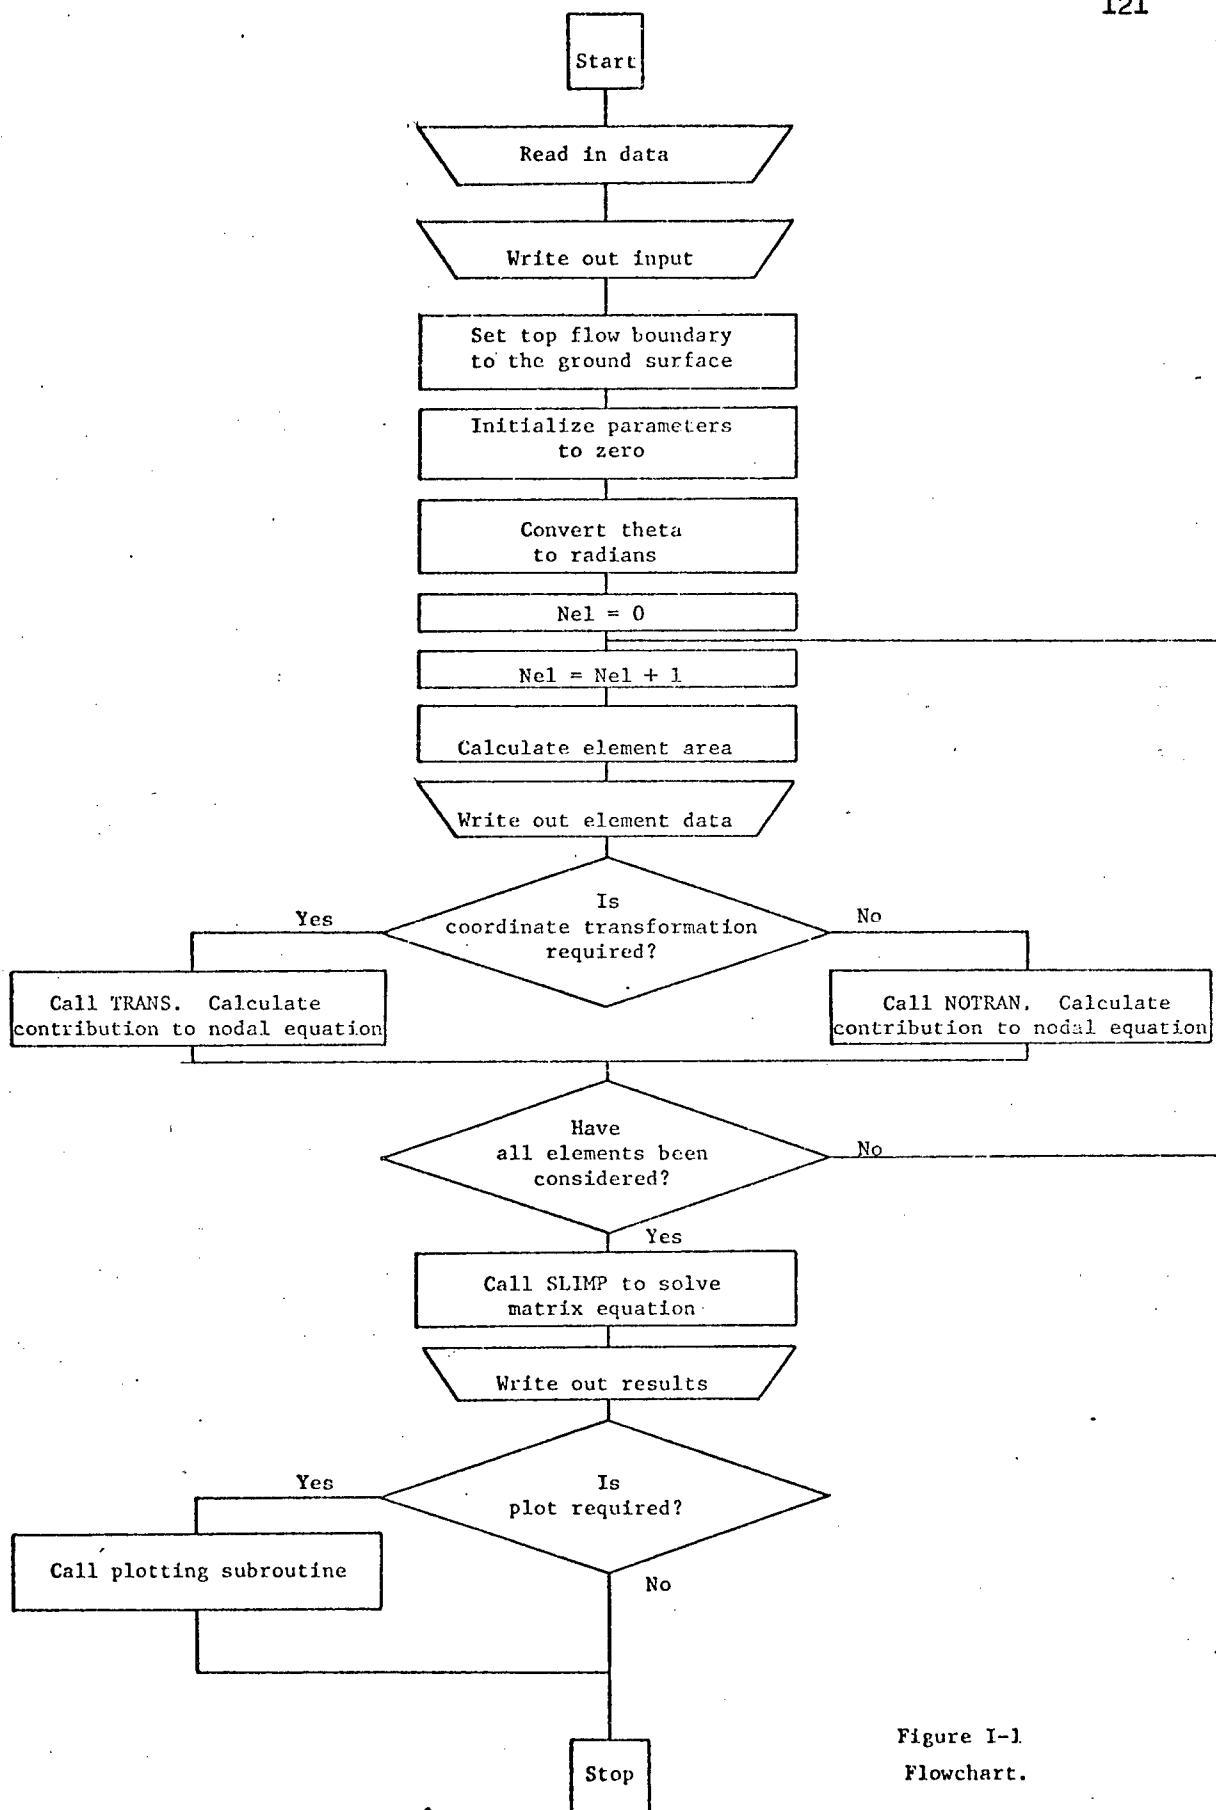 121
Start
Read in data
Write out input
Set top flow boundary
to the ground surface
Initialize parameters
to zero
Convert theta
to radians
Nel = 0
Nel = Nel + 1
Calculate element area
Write out element data
Is
coordinate transformation
required?
Yes
No
Call TRANS. Calculate
contribution to nodal equation
Call NOTRAN. Calculate
contribution to nodal equation
Have
all elements been
considered?
No
Yes
Call SLIMP to solve
matrix equation
Write out results
Is
plot required?
Yes
Call plotting subroutine
No
Stop
Figure I-1
Flowchart.